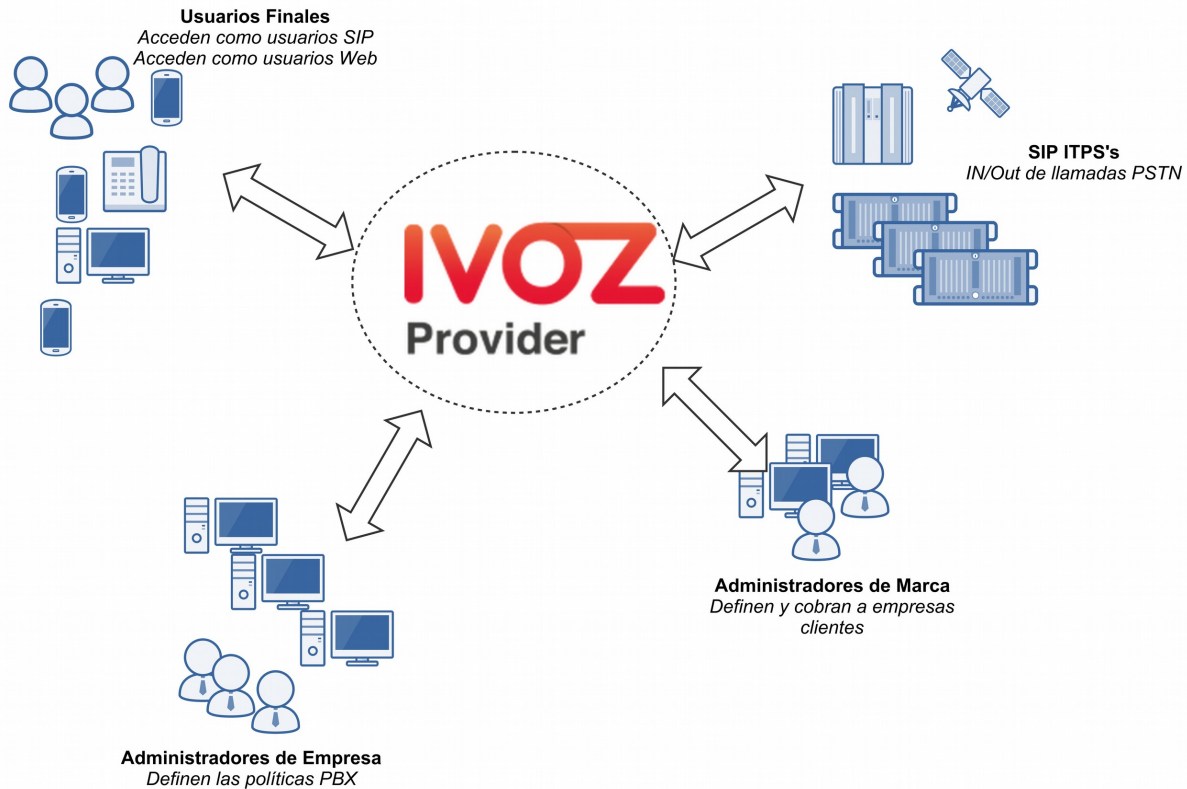 Usuarios Finales
Acceden como usuarios SIP
Acceden como usuarios Web
SIP ITPS's
IN/Out de llamadas PSTN
IVOZ
Provider
Administradores de Marca
Definen y cobran a empresas
clientes
Administradores de Empresa
Definen las políticas PBX